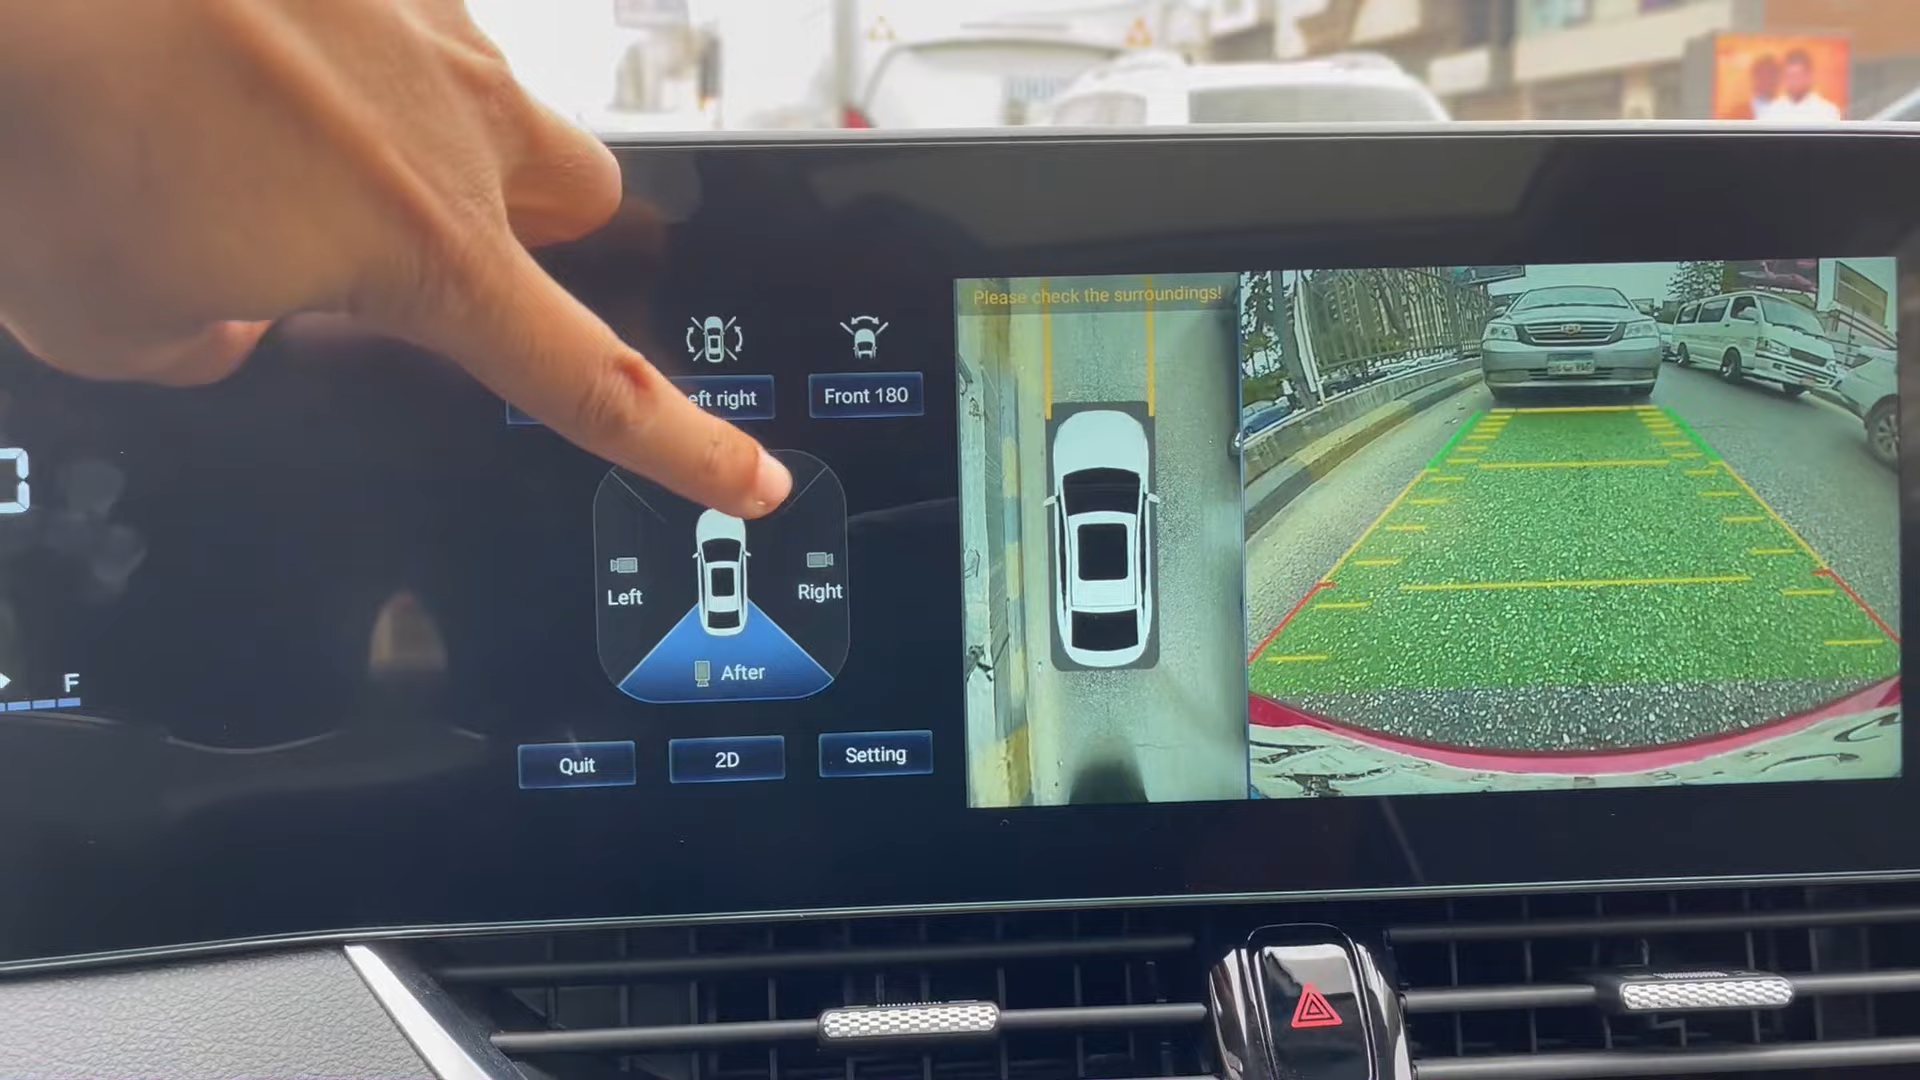 Please check the surroundings!
eft right
Front 180
Left
Right
After
F
Quit
2D
Setting